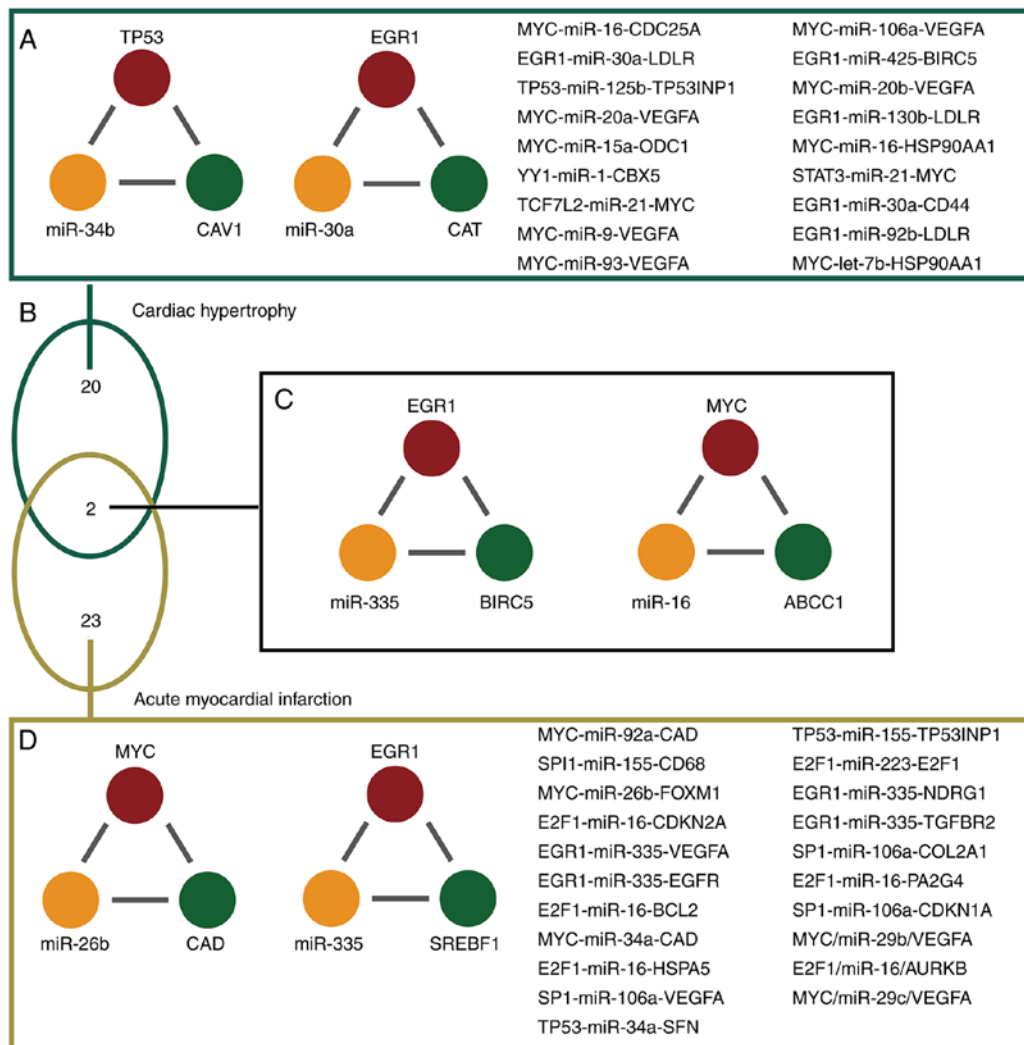 A
TP53
EGR1
miR-34b
CAV1
miR-30a
CAT
MYC-miR-16-CDC25A
EGR1-miR-30a-LDLR
TP53-miR-125b-TP53INP1
MYC-miR-20a-VEGFA
MYC-miR-15a-ODC1
YY1-miR-1-CBX5
TCF7L2-miR-21-MYC
MYC-miR-9-VEGFA
MYC-miR-93-VEGFA
MYC-miR-106a-VEGFA
EGR1-miR-425-BIRC5
MYC-miR-20b-VEGFA
EGR1-miR-130b-LDLR
MYC-miR-16-HSP90AA1
STAT3-miR-21-MYC
EGR1-miR-30a-CD44
EGR1-miR-92b-LDLR
MYC-let-7b-HSP90AA1
B
Cardiac hypertrophy
20
2
23
Acute myocardial infarction
C
EGR1
MYC
miR-335
BIRC5
miR-16
ABCC1
D
MYC
EGR1
miR-26b
CAD
miR-335
SREBF1
MYC-miR-92a-CAD
SPI1-miR-155-CD68
MYC-miR-26b-FOXM1
E2F1-miR-16-CDKN2A
EGR1-miR-335-VEGFA
EGR1-miR-335-EGFR
E2F1-miR-16-BCL2
MYC-miR-34a-CAD
E2F1-miR-16-HSPA5
SP1-miR-106a-VEGFA
TP53-miR-34a-SFN
TP53-miR-155-TP53INP1
E2F1-miR-223-E2F1
EGR1-miR-335-NDRG1
EGR1-miR-335-TGFBR2
SP1-miR-106a-COL2A1
E2F1-miR-16-PA2G4
SP1-miR-106a-CDKN1A
MYC/miR-29b/VEGFA
E2F1/miR-16/AURKB
MYC/miR-29c/VEGFA